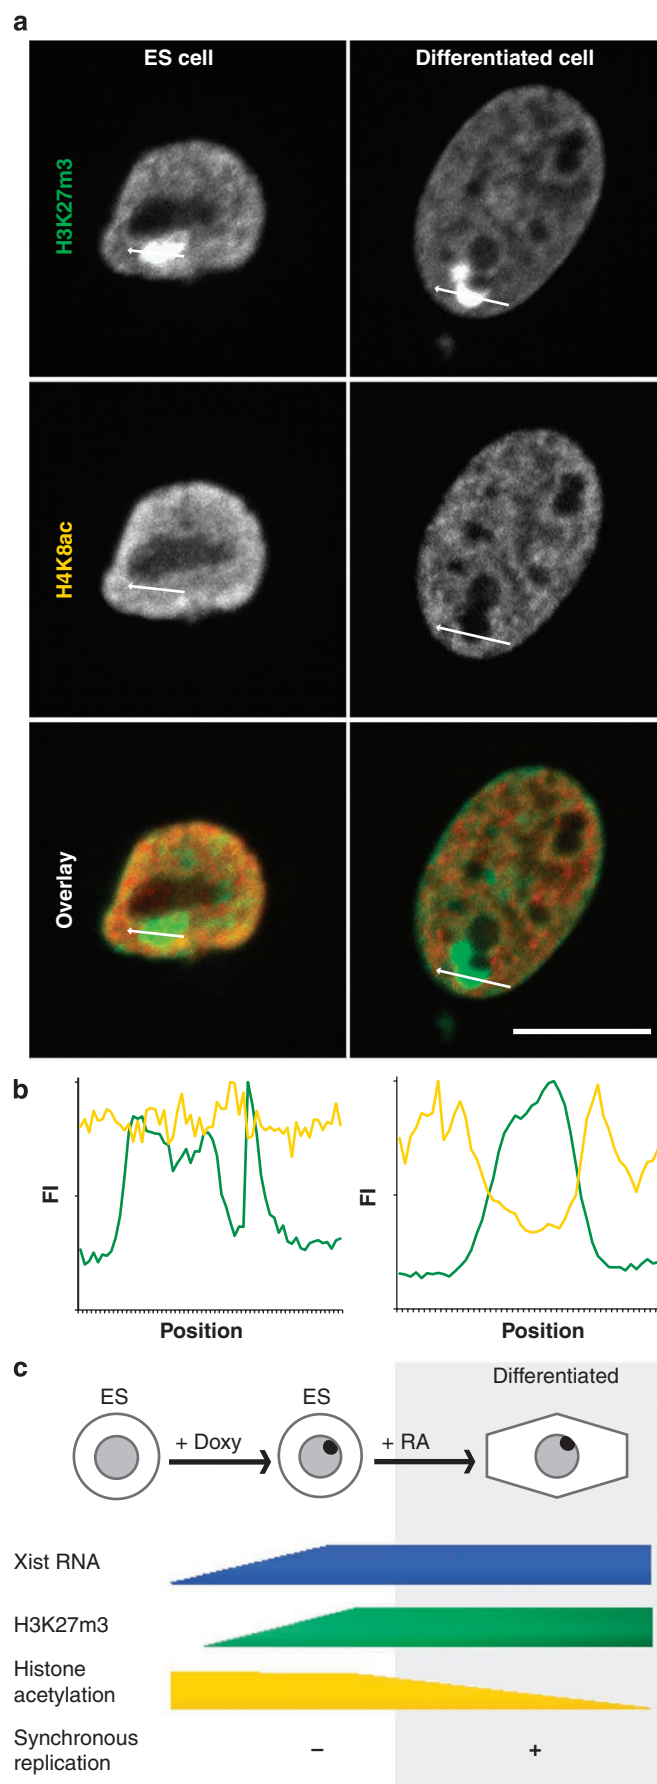 a
ES cell
Differentiated cell
H3K27m3
H4K8ac
Overlay
b
FI
Position
FI
Position
c
Differentiated
ES
ES
+ Doxy
+ RA
Xist RNA
H3K27m3
Histone
acetylation
Synchronous
replication
–
+